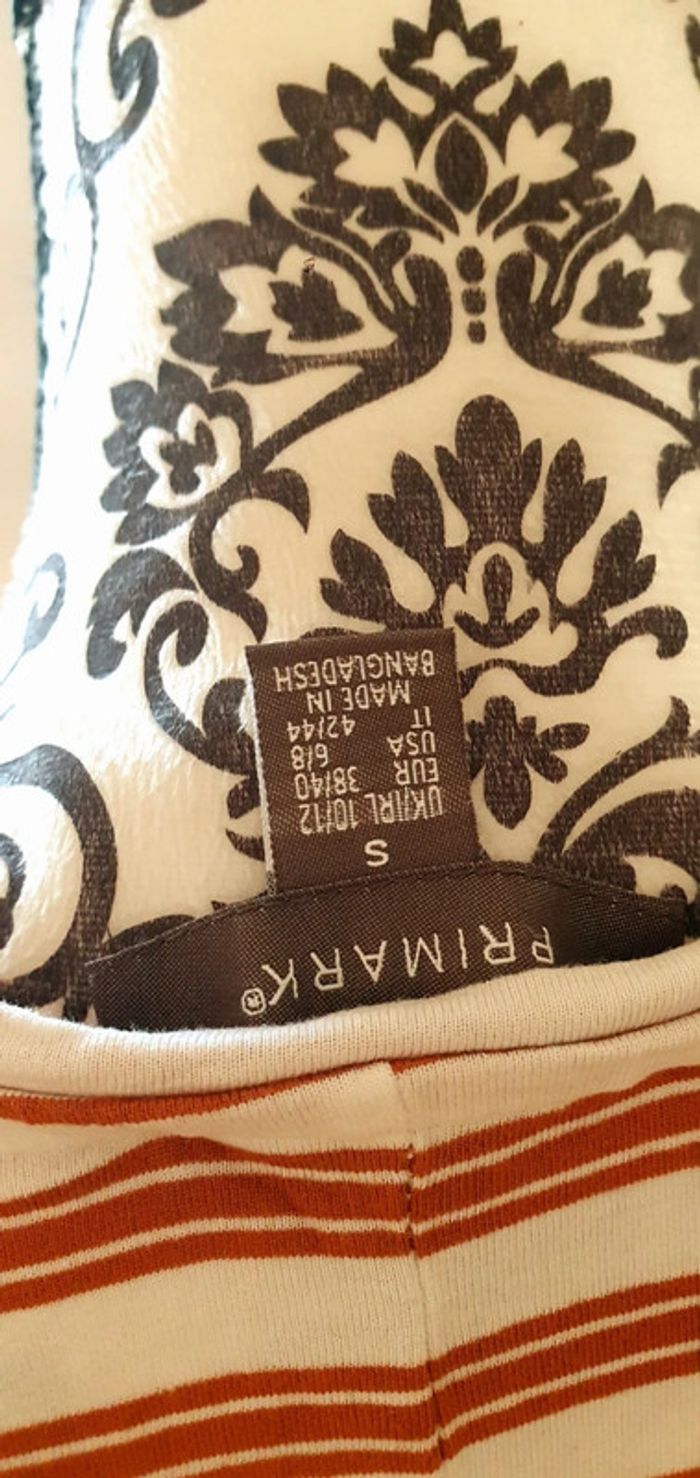 PRIMARK®
S
UK/IRL 10/12
EUR 38/40
USA 6/8
IT 42/44
MADE IN
BANGLADESH